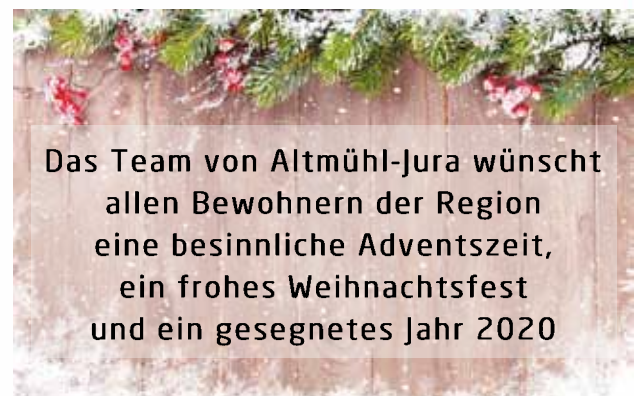 Das Team von Altmühl-Jura wünscht
allen Bewohnern der Region
eine besinnliche Adventszeit,
ein frohes Weihnachtsfest
und ein gesegnetes Jahr 2020